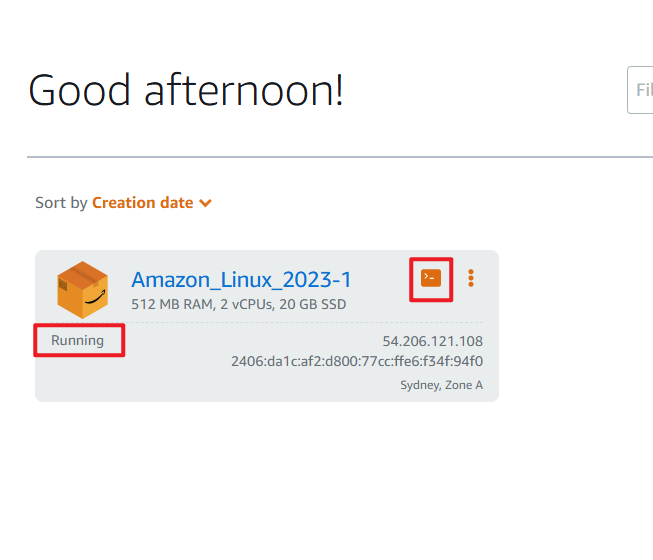 Good afternoon!
Fil
Sort by Creation date
Amazon_Linux_2023-1
512 MB RAM, 2 vCPUs, 20 GB SSD
Running
54.206.121.108
2406:da1c:af2:d800:77cc:ffe6:f34f:94f0
Sydney, Zone A